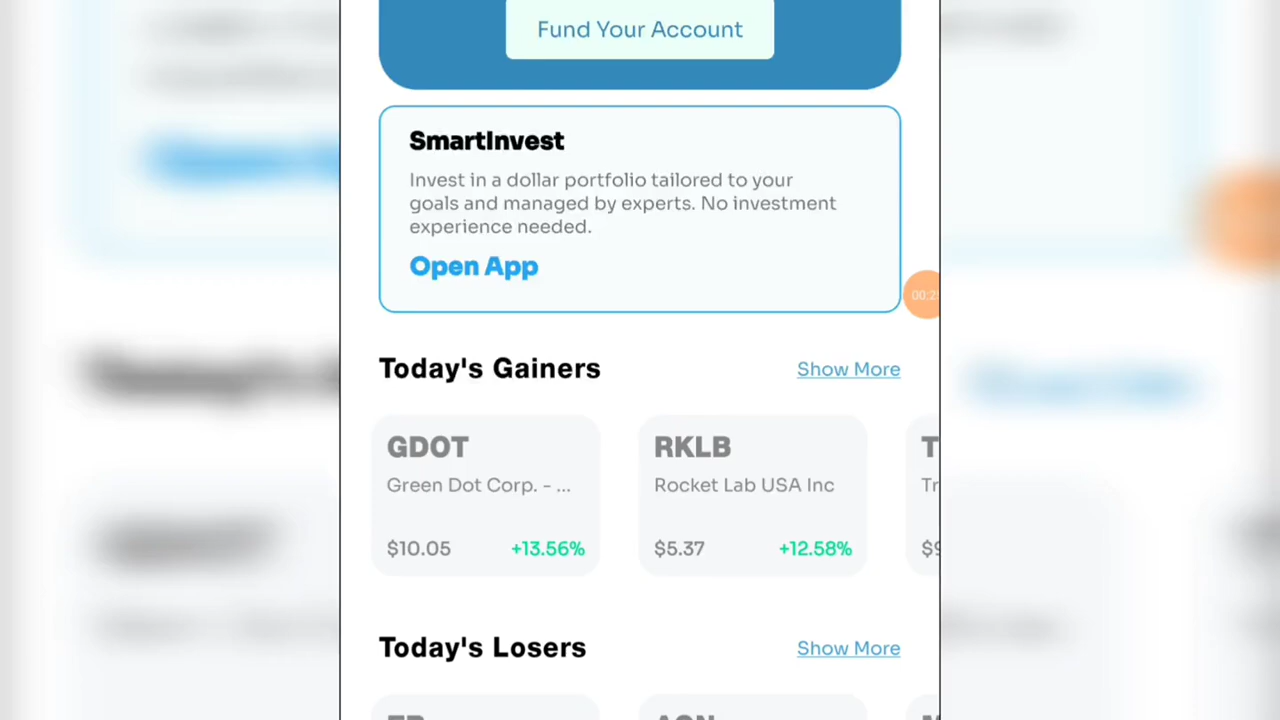 Fund Your Account
SmartInvest
Invest in a dollar portfolio tailored to your
goals and managed by experts. No investment
experience needed.
Open App
Today's Gainers
Show More
GDOT
RKLB
Green Dot Corp. - ...
Rocket Lab USA Inc
$10.05
+13.56%
$5.37
+12.58%
Today's Losers
Show More